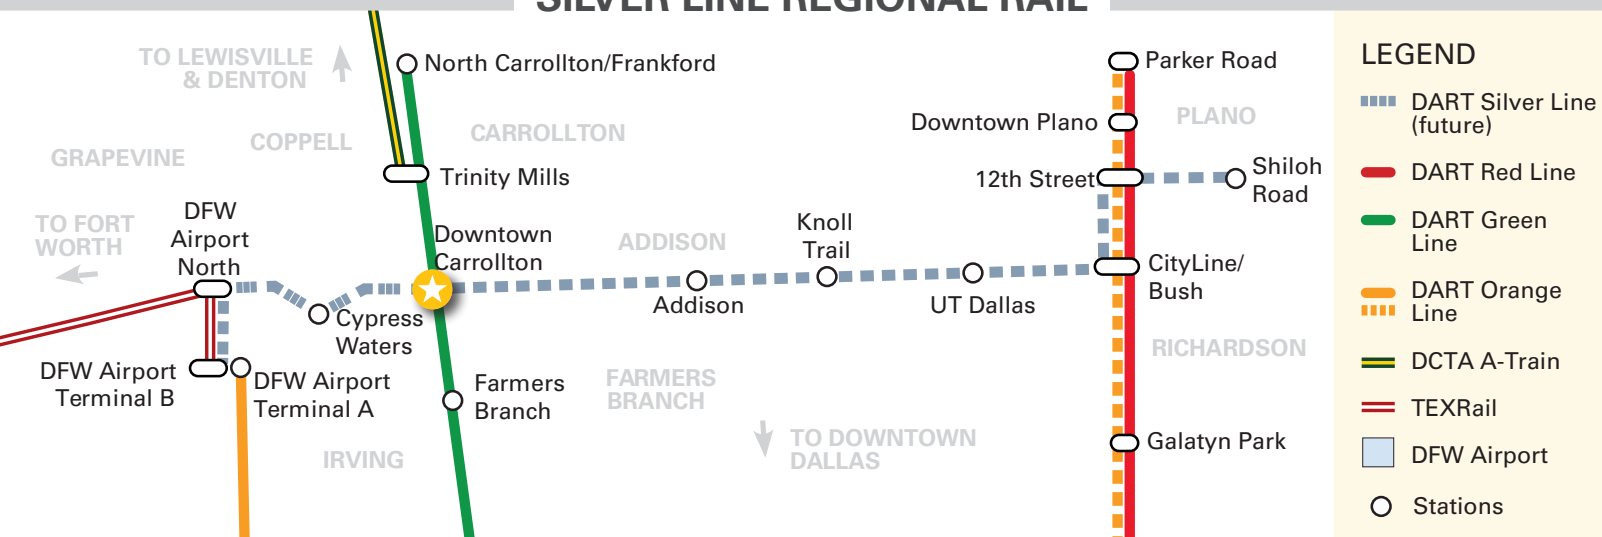 SILVER LINE REGIONAL RAIL
TO LEWISVILLE
& DENTON
North Carrollton/Frankford
COPPELL
CARROLLTON
GRAPEVINE
Trinity Mills
TO FORT
WORTH
DFW
Airport
North
Downtown
Carrollton
Cypress
Waters
DFW Airport
Terminal B
DFW Airport
Terminal A
IRVING
Farmers
Branch
ADDISON
Addison
Knoll
Trail
UT Dallas
FARMERS
BRANCH
TO DOWNTOWN
DALLAS
Parker Road
Downtown Plano
PLANO
12th Street
Shiloh
Road
CityLine/
Bush
RICHARDSON
Galatyn Park
LEGEND
DART Silver Line
(future)
DART Red Line
DART Green
Line
DART Orange
Line
DCTA A-Train
TEXRail
DFW Airport
Stations